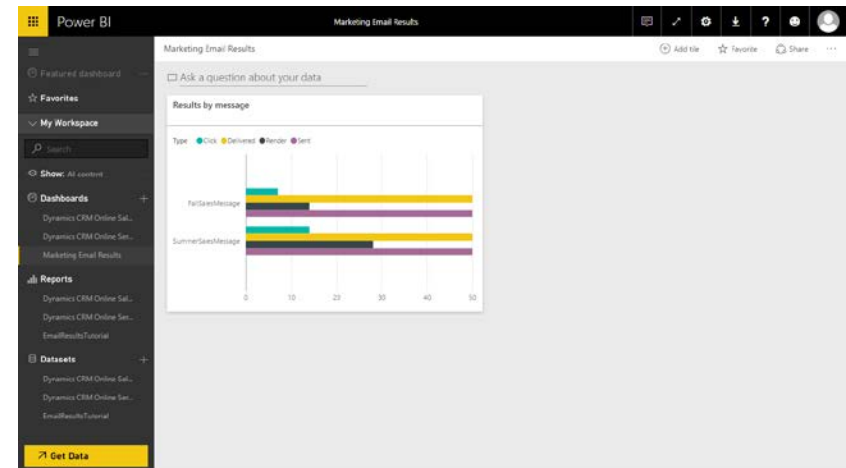 Power BI
Marketing Email Results
?
Marketing Email Results
Add tile
Favorite
Share
...
Featured dashboard
Favorites
My Workspace
Search
Show: All content
Dashboards +
Dynamics CRM Online Sal...
Dynamics CRM Online Ser...
Marketing Email Results
Reports
Dynamics CRM Online Sal...
Dynamics CRM Online Ser...
EmailResultsTutorial
Datasets +
Dynamics CRM Online Sal...
Dynamics CRM Online Ser...
EmailResultsTutorial
Get Data
Ask a question about your data
Results by message
Type Click Delivered Render Sent
FallSalesMessage
SummerSalesMessage
0 10 20 30 40 50